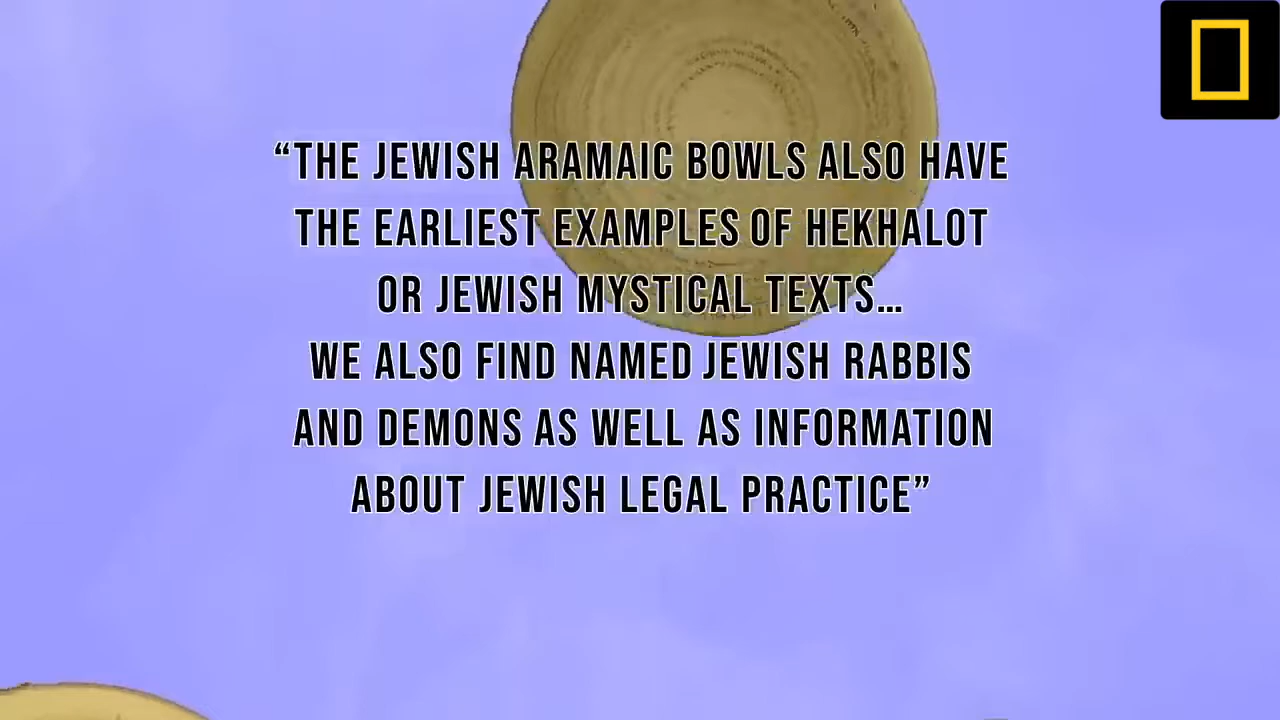 “THE JEWISH ARAMAIC BOWLS ALSO HAVE
THE EARLIEST EXAMPLES OF HEKHALOT
OR JEWISH MYSTICAL TEXTS…
WE ALSO FIND NAMED JEWISH RABBIS
AND DEMONS AS WELL AS INFORMATION
ABOUT JEWISH LEGAL PRACTICE”